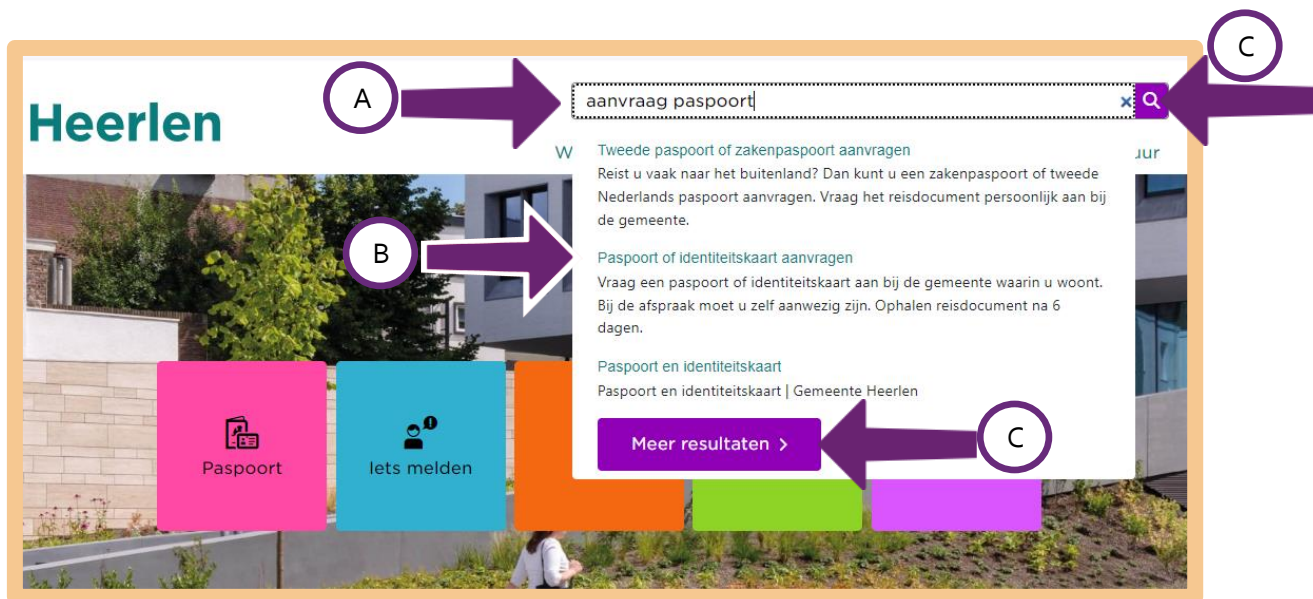 C
A
aanvraag paspoort
Heerlen
W
uur
Tweede paspoort of zakenpaspoort aanvragen
Reist u vaak naar het buitenland? Dan kunt u een zakenpaspoort of tweede
Nederlands paspoort aanvragen. Vraag het reisdocument persoonlijk aan bij
de gemeente.
B
Paspoort of identiteitskaart aanvragen
Vraag een paspoort of identiteitskaart aan bij de gemeente waarin u woont.
Bij de afspraak moet u zelf aanwezig zijn. Ophalen reisdocument na 6
dagen.
Paspoort en identiteitskaart
Paspoort en identiteitskaart | Gemeente Heerlen
Meer resultaten >
C
Paspoort
Iets melden